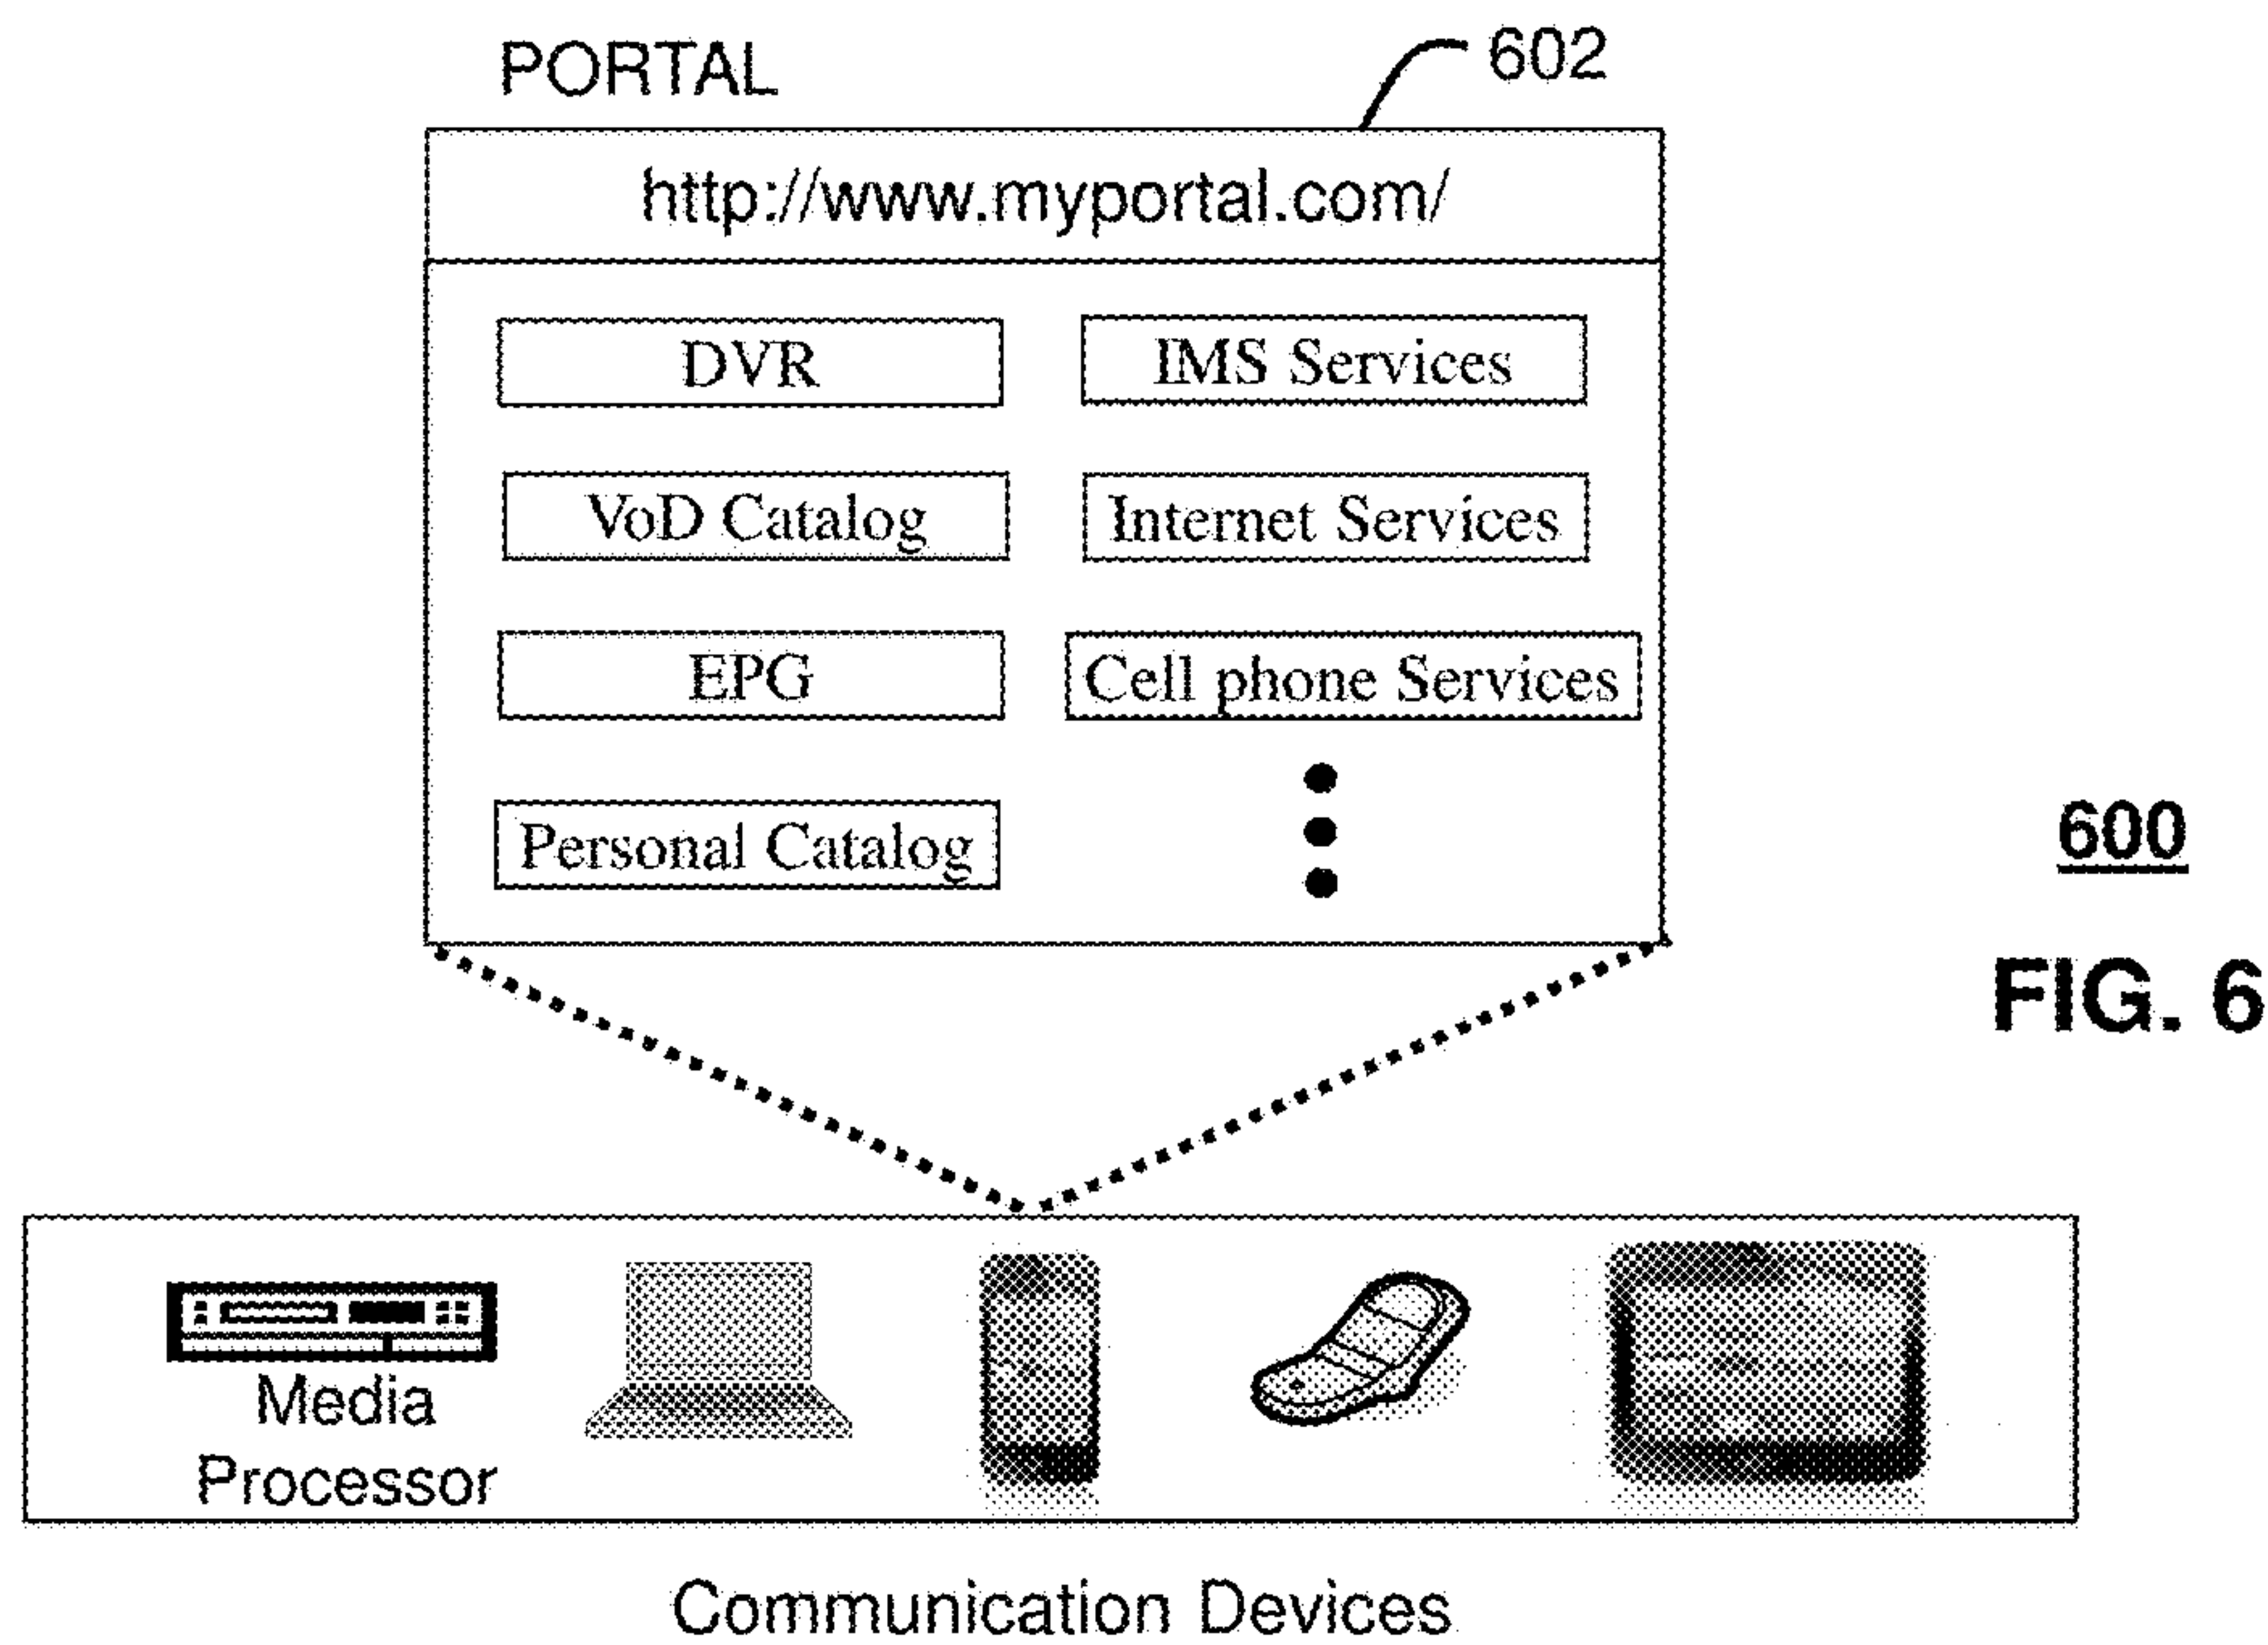 PORTAL
602
http://www.myportal.com/
DVR
IMS Services
VoD Catalog
Internet Services
EPG
Cell phone Services
Personal Catalog
600
FIG. 6
Media
Processor
Communication Devices